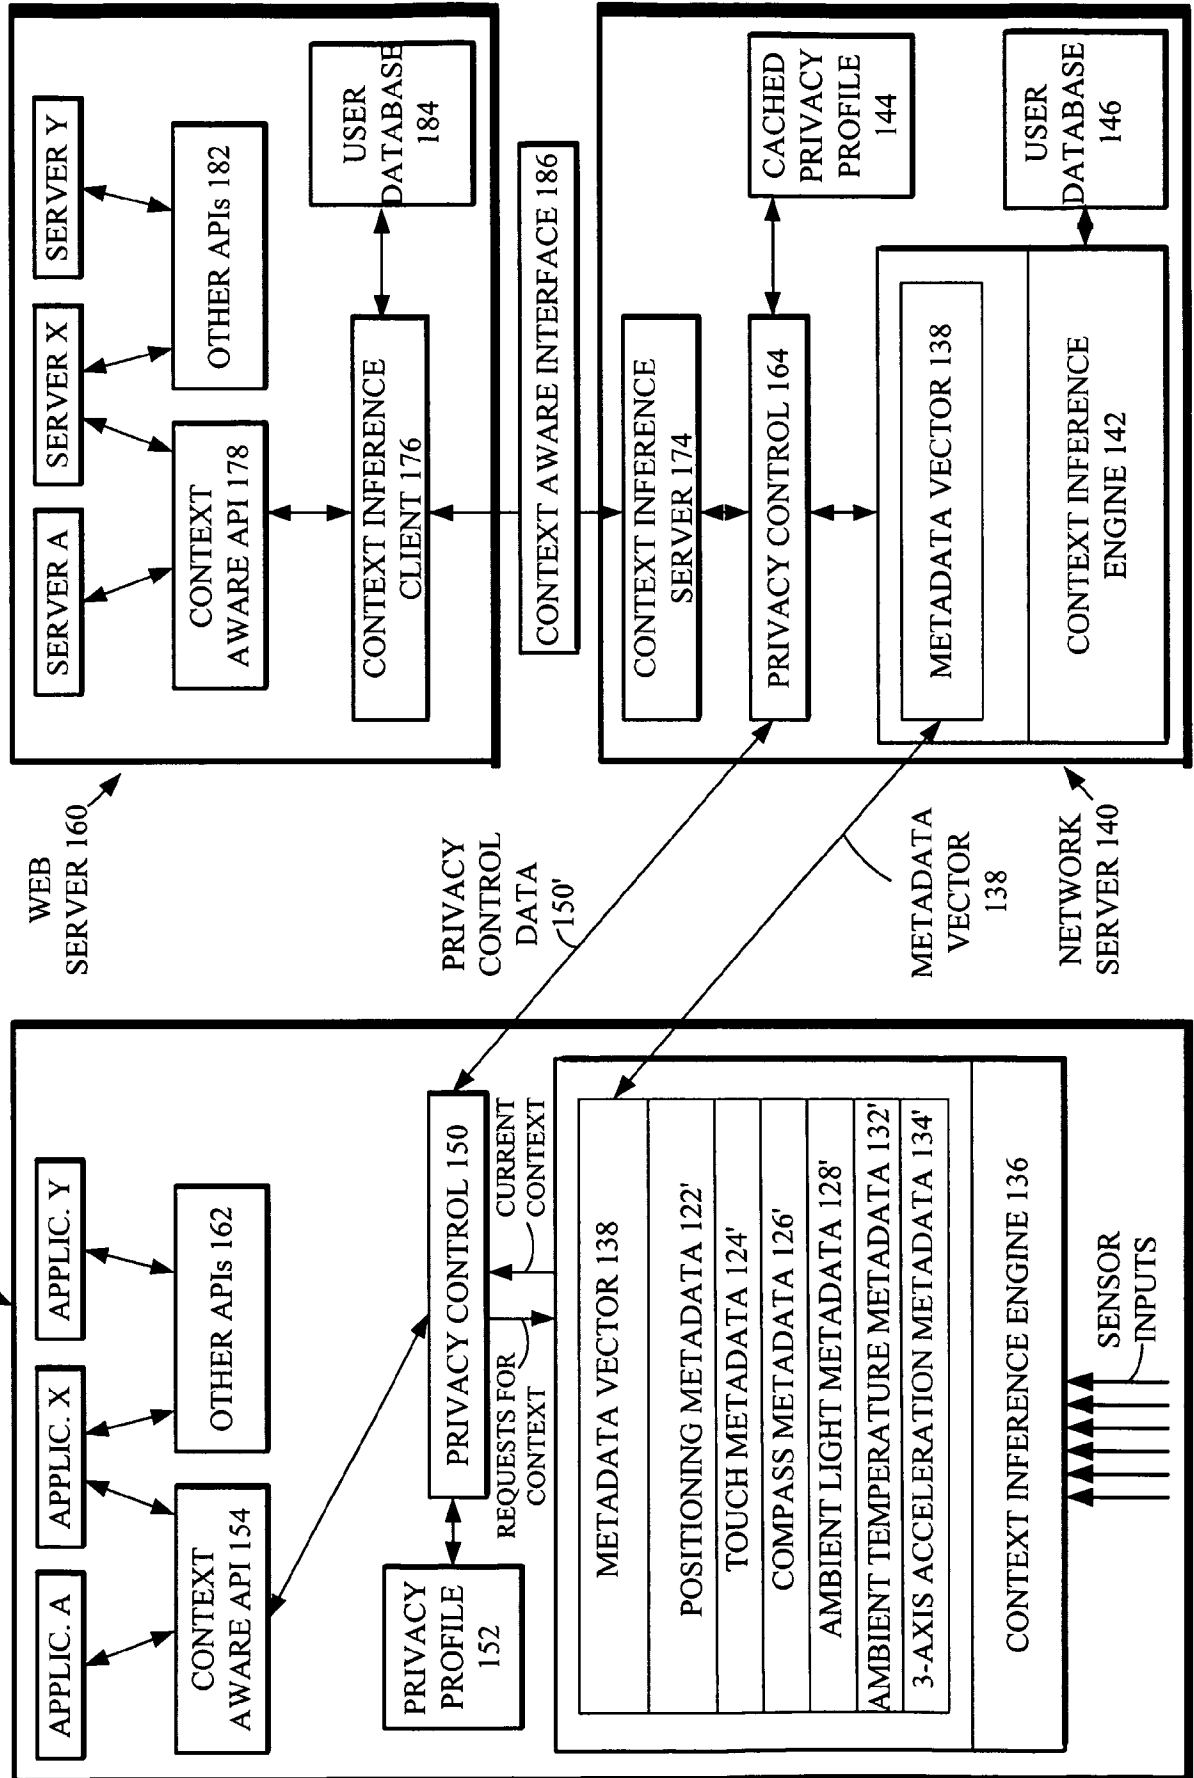 APPLIC. A
APPLIC. X
APPLIC. Y
CONTEXT
AWARE API 154
OTHER APIs 162
PRIVACY
PROFILE
152
PRIVACY CONTROL 150
REQUESTS FOR
CONTEXT
CURRENT
CONTEXT
METADATA VECTOR 138
POSITIONING METADATA 122'
TOUCH METADATA 124'
COMPASS METADATA 126'
AMBIENT LIGHT METADATA 128'
AMBIENT TEMPERATURE METADATA 132'
3-AXIS ACCELERATION METADATA 134'
CONTEXT INFERENCE ENGINE 136
SENSOR
INPUTS
WEB
SERVER 160
PRIVACY
CONTROL
DATA
150'
METADATA
VECTOR
138
NETWORK
SERVER 140
SERVER A
SERVER X
SERVER Y
CONTEXT
AWARE API 178
OTHER APIs 182
CONTEXT INFERENCE
CLIENT 176
USER
DATABASE
184
CONTEXT AWARE INTERFACE 186
CONTEXT INFERENCE
SERVER 174
PRIVACY CONTROL 164
CACHED
PRIVACY
PROFILE
144
METADATA VECTOR 138
CONTEXT INFERENCE
ENGINE 142
USER
DATABASE
146